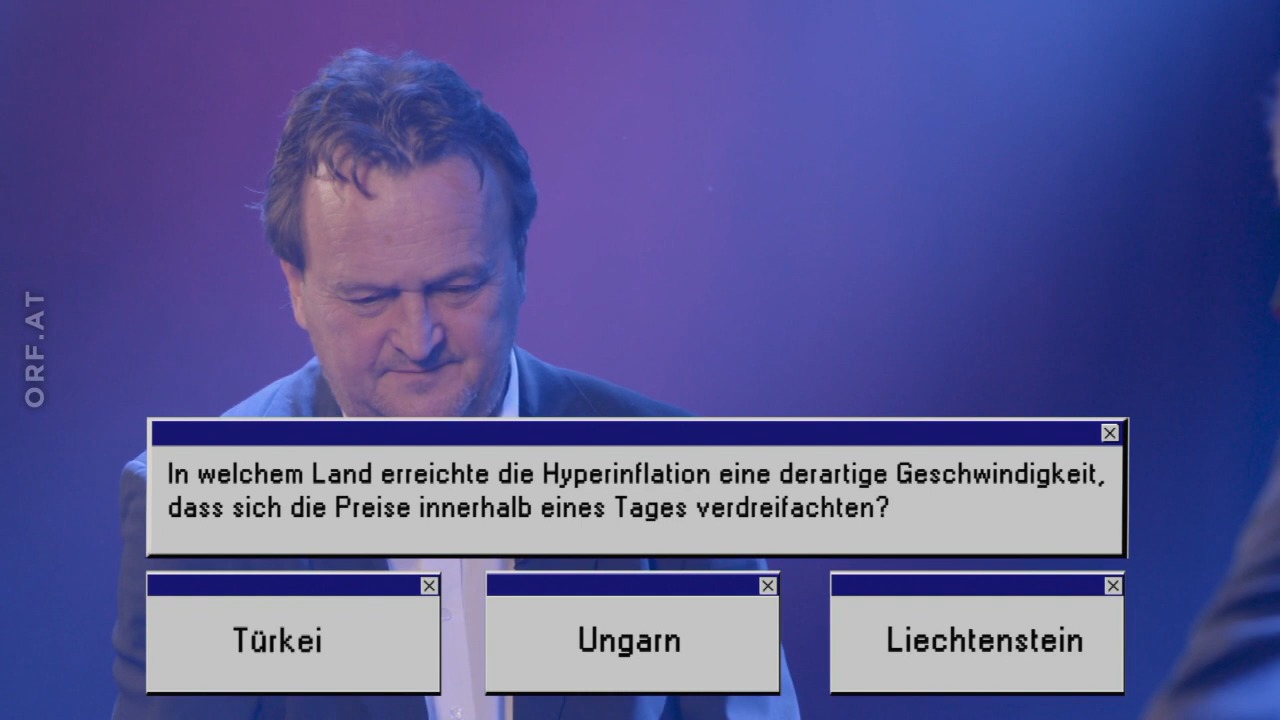 ORF.AT
In welchem Land erreichte die Hyperinflation eine derartige Geschwindigkeit,
dass sich die Preise innerhalb eines Tages verdreifachten?
Türkei
Ungarn
Liechtenstein